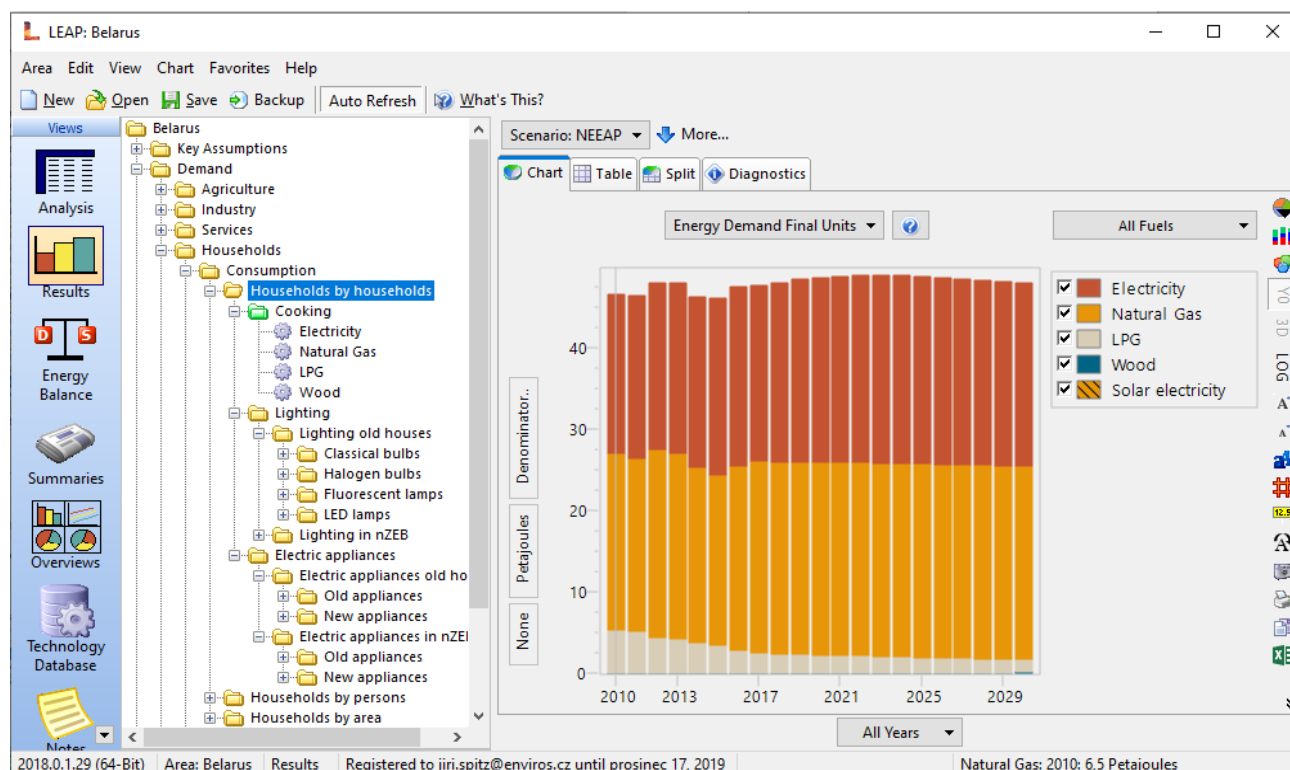 LEAP: Belarus
Area Edit View Chart Favorites Help
New Open Save Backup Auto Refresh What's This?
Views
Analysis
Results
Energy
Balance
Summaries
Overviews
Technology
Database
Notes
Belarus
Key Assumptions
Demand
Agriculture
Industry
Services
Households
Consumption
Households by households
Cooking
Electricity
Natural Gas
LPG
Wood
Lighting
Lighting old houses
Classical bulbs
Halogen bulbs
Fluorescent lamps
LED lamps
Lighting in nZEB
Electric appliances
Electric appliances old ho
Old appliances
New appliances
Electric appliances in nZEI
Old appliances
New appliances
Households by persons
Households by area
Scenario: NEEAP More...
Chart Table Split Diagnostics
Energy Demand Final Units ? All Fuels
Denominator...
Petajoules
None
40
30
20
10
0
2010 2013 2017 2021 2025 2029
Electricity
Natural Gas
LPG
Wood
Solar electricity
Y0
3D
LOG
A
A
a
12.5
A
All Years
2018.0.1.29 (64-Bit) Area: Belarus Results Registered to jiri.spitz@enviros.cz until prosinec 17, 2019 Natural Gas: 2010: 6.5 Petajoules